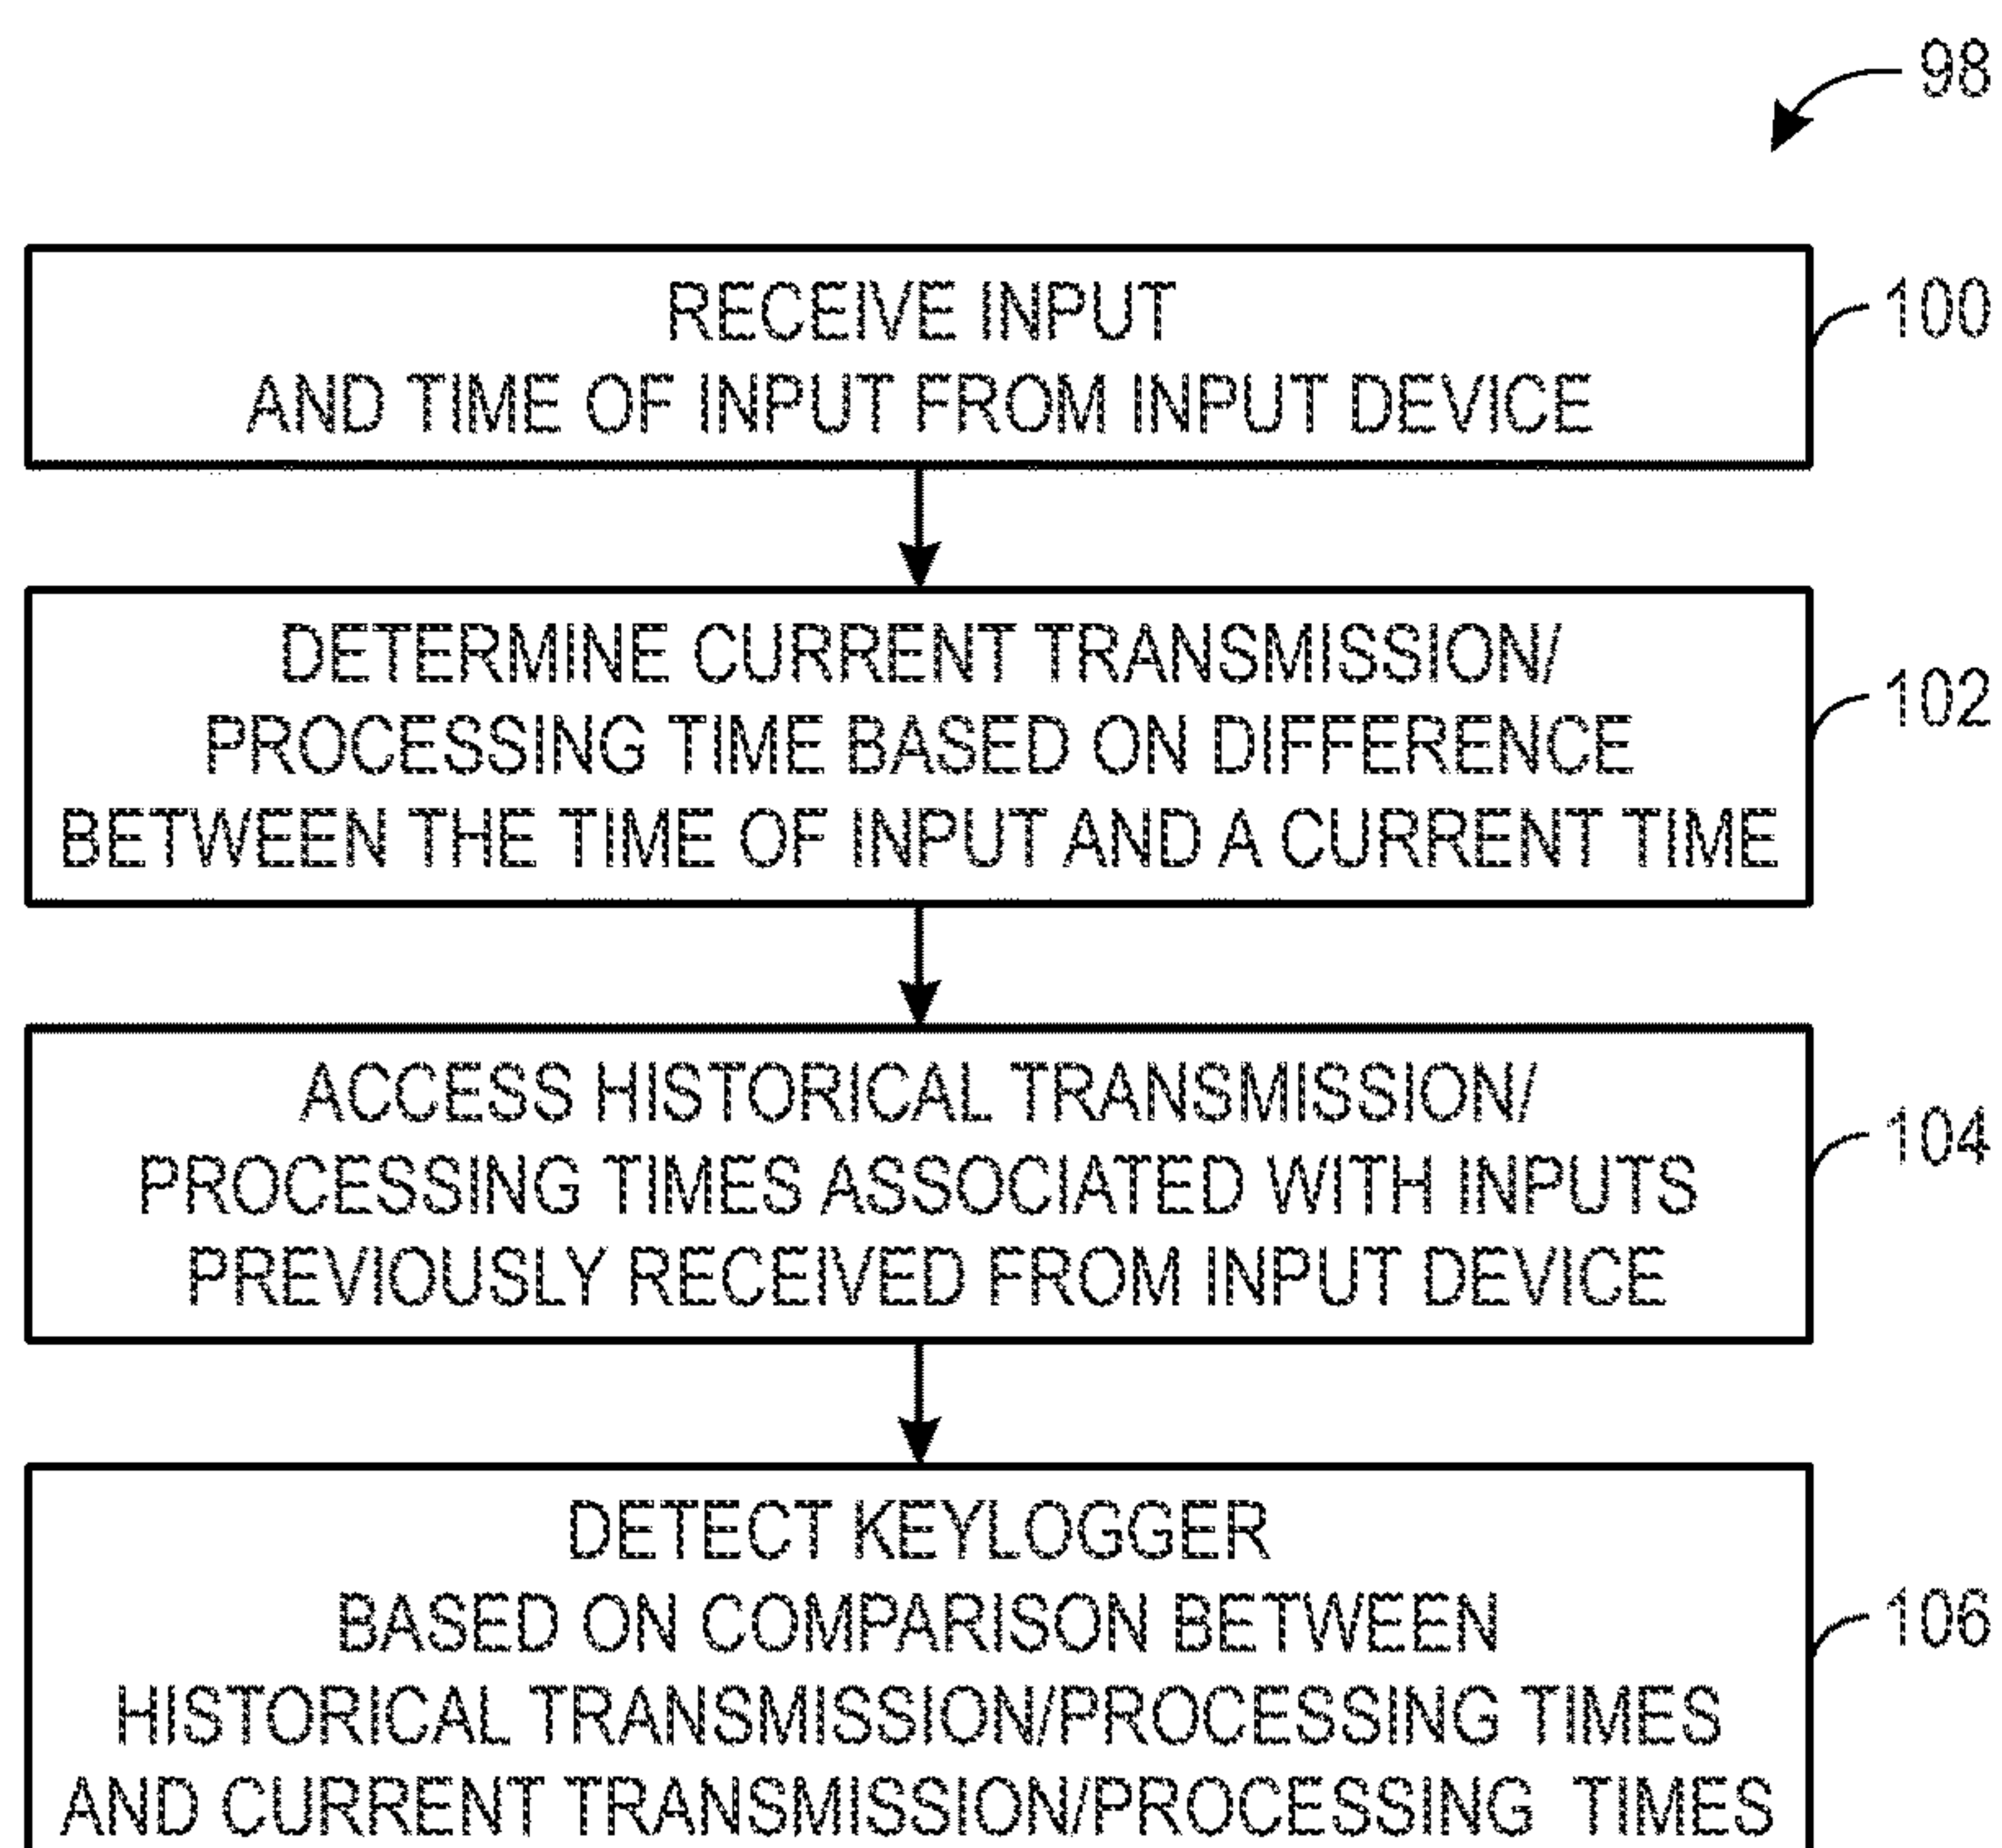 98
RECEIVE INPUT
AND TIME OF INPUT FROM INPUT DEVICE
100
DETERMINE CURRENT TRANSMISSION/
PROCESSING TIME BASED ON DIFFERENCE
BETWEEN THE TIME OF INPUT AND A CURRENT TIME
102
ACCESS HISTORICAL TRANSMISSION/
PROCESSING TIMES ASSOCIATED WITH INPUTS
PREVIOUSLY RECEIVED FROM INPUT DEVICE
104
DETECT KEYLOGGER
BASED ON COMPARISON BETWEEN
HISTORICAL TRANSMISSION/PROCESSING TIMES
AND CURRENT TRANSMISSION/PROCESSING TIMES
106